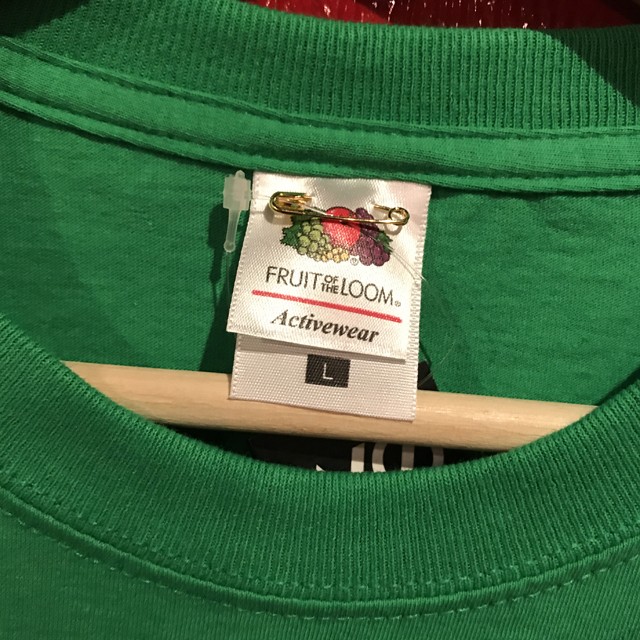 FRUIT OF THE LOOM®
Activewear
L